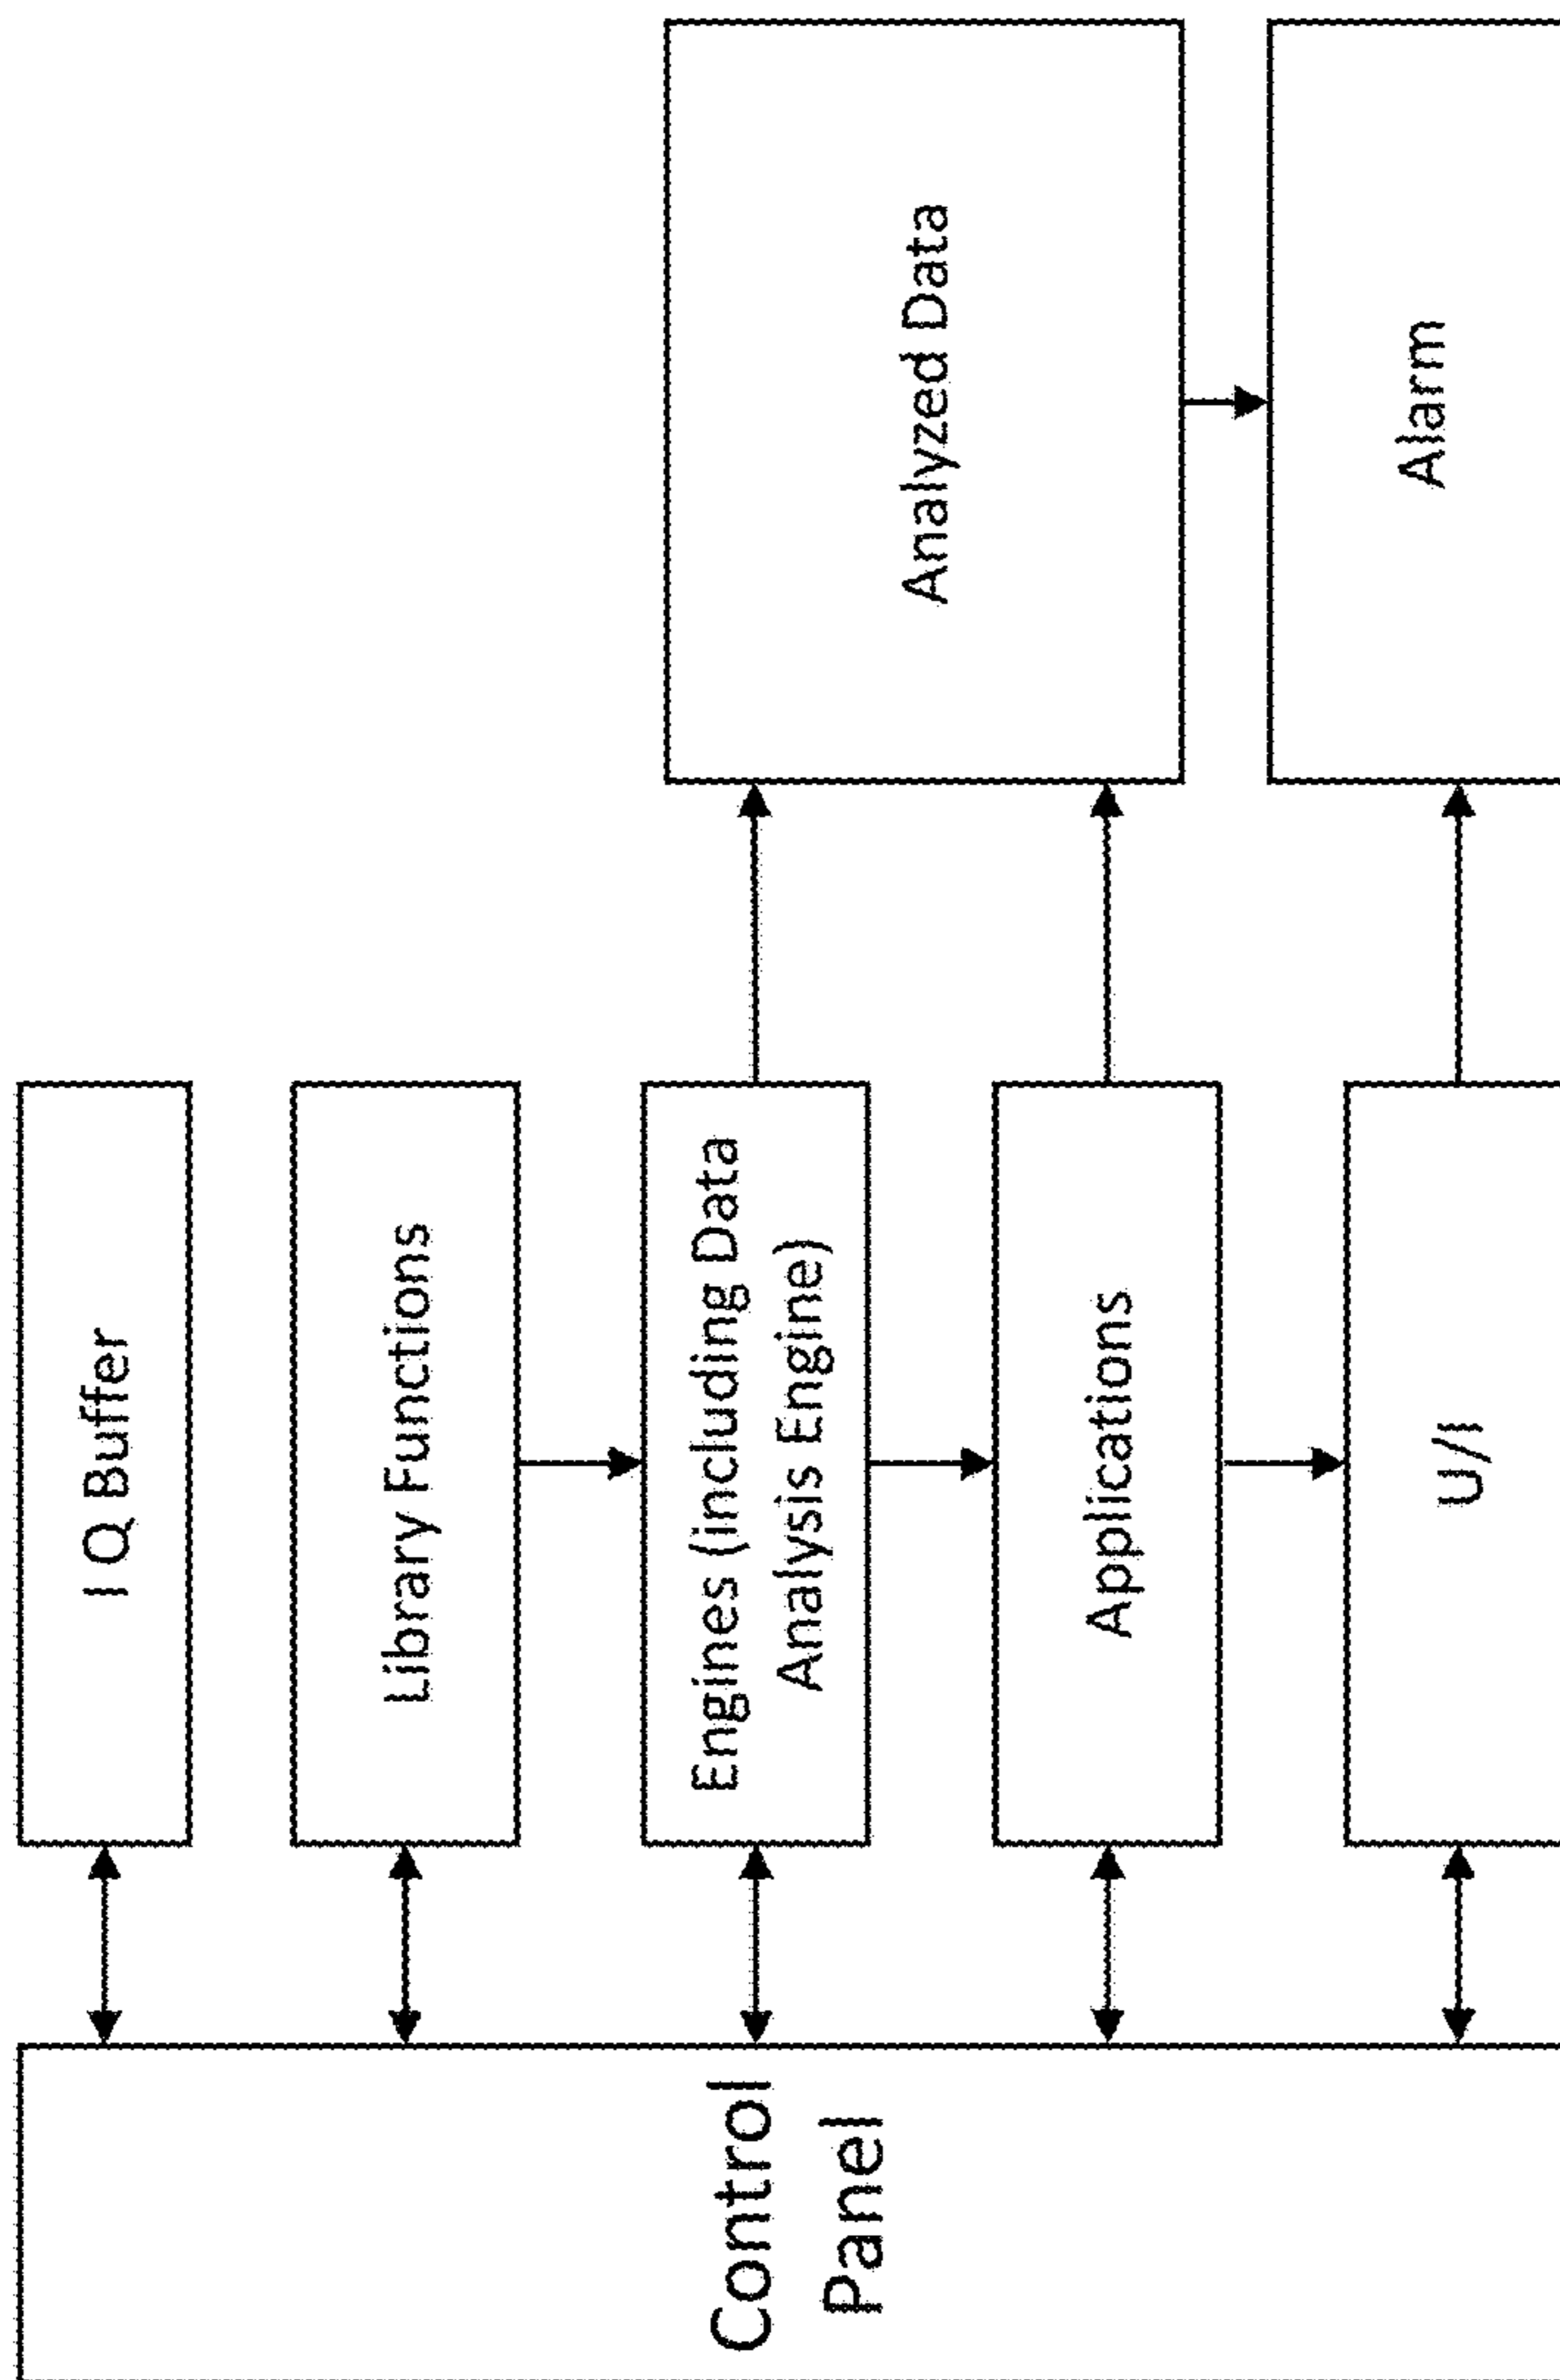 I Q Buffer
Library Functions
Engines (including Data
Analysis Engine)
Applications
U/I
Analyzed Data
Alarm
Control
Panel